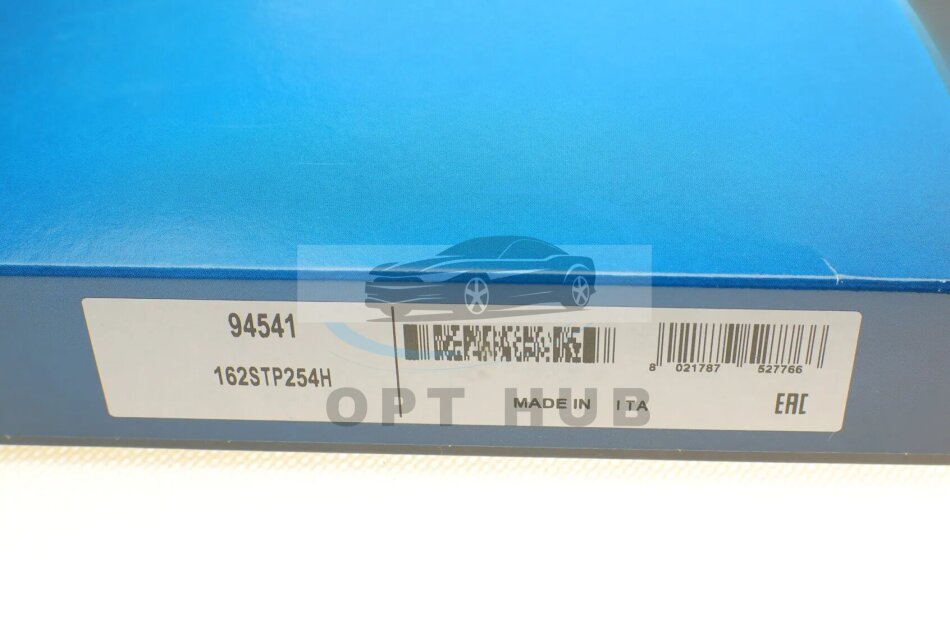 94541
162STP254H
8 021787 527766
MADE IN ITA
EAC
OPT HUB